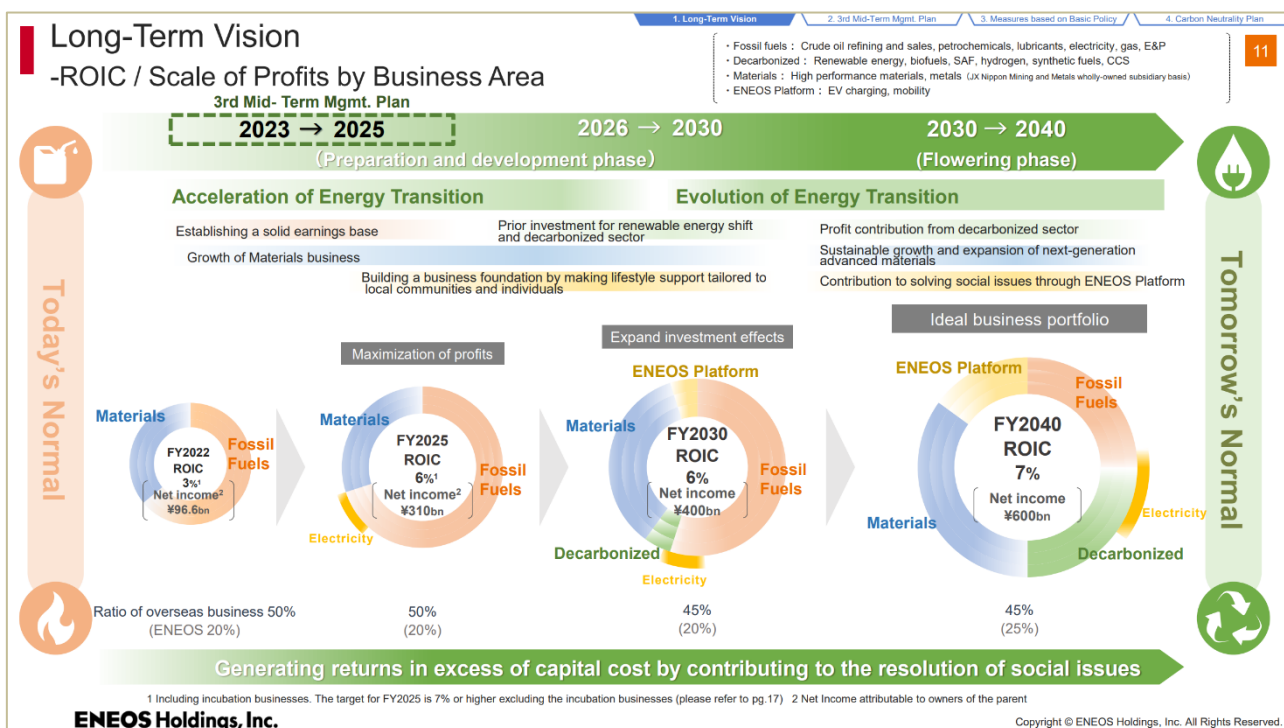 1. Long-Term Vision
2. 3rd Mid-Term Mgmt. Plan
3. Measures based on Basic Policy
4. Carbon Neutrality Plan
Long-Term Vision
-ROIC / Scale of Profits by Business Area
・Fossil fuels : Crude oil refining and sales, petrochemicals, lubricants, electricity, gas, E&P
・Decarbonized : Renewable energy, biofuels, SAF, hydrogen, synthetic fuels, CCS
・Materials : High performance materials, metals (JX Nippon Mining and Metals wholly-owned subsidiary basis)
・ENEOS Platform : EV charging, mobility
11
3rd Mid- Term Mgmt. Plan
2023 → 2025
2026 → 2030
2030 → 2040
(Preparation and development phase)
(Flowering phase)
Today's Normal
Tomorrow's Normal
Acceleration of Energy Transition
Evolution of Energy Transition
Establishing a solid earnings base
Prior investment for renewable energy shift
and decarbonized sector
Profit contribution from decarbonized sector
Growth of Materials business
Sustainable growth and expansion of next-generation
advanced materials
Building a business foundation by making lifestyle support tailored to
local communities and individuals
Contribution to solving social issues through ENEOS Platform
Maximization of profits
Expand investment effects
Ideal business portfolio
Materials
Fossil
Fuels
FY2022
ROIC
3%1
Net income2
¥96.6bn
Materials
Fossil
Fuels
Electricity
FY2025
ROIC
6%1
Net income2
¥310bn
ENEOS Platform
Materials
Fossil
Fuels
Decarbonized
Electricity
FY2030
ROIC
6%
Net income
¥400bn
ENEOS Platform
Fossil
Fuels
Materials
Electricity
Decarbonized
FY2040
ROIC
7%
Net income
¥600bn
Ratio of overseas business 50%
(ENEOS 20%)
50%
(20%)
45%
(20%)
45%
(25%)
Generating returns in excess of capital cost by contributing to the resolution of social issues
1 Including incubation businesses. The target for FY2025 is 7% or higher excluding the incubation businesses (please refer to pg.17) 2 Net Income attributable to owners of the parent
ENEOS Holdings, Inc.
Copyright © ENEOS Holdings, Inc. All Rights Reserved.